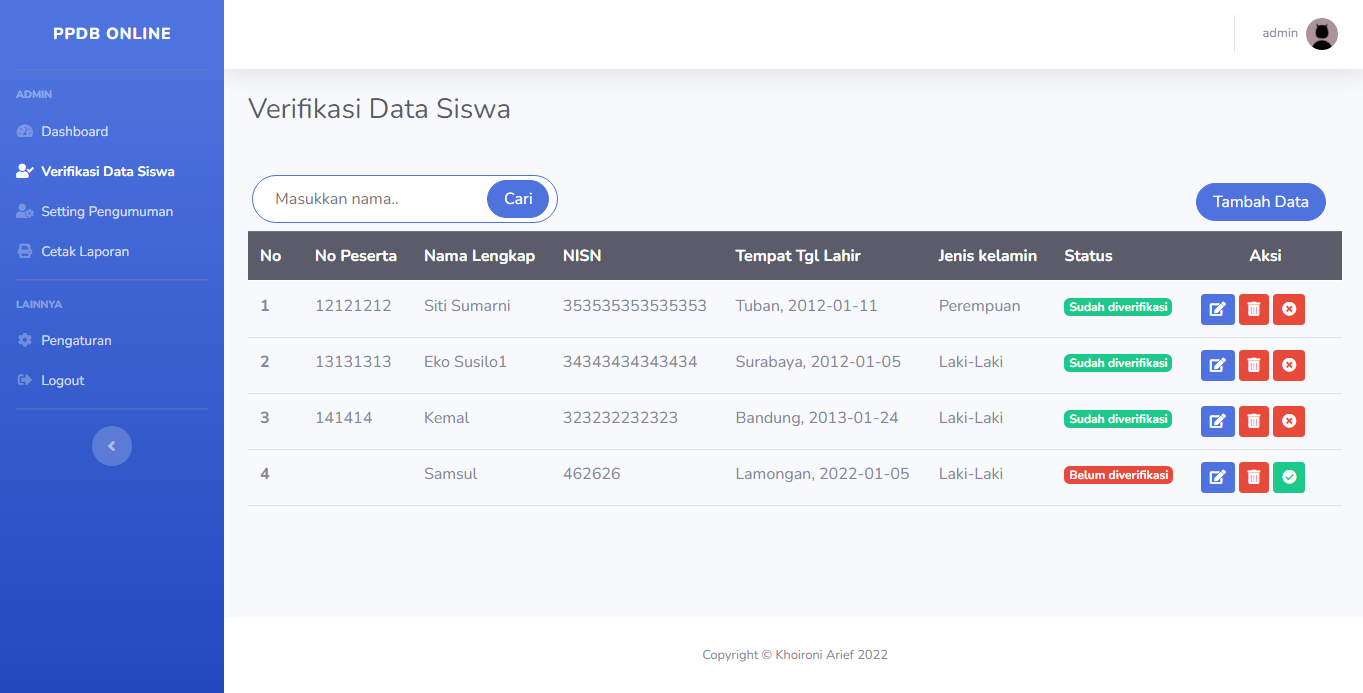 PPDB ONLINE
admin
ADMIN
Dashboard
Verifikasi Data Siswa
Setting Pengumuman
Cetak Laporan
LAINNYA
Pengaturan
Logout
Verifikasi Data Siswa
Masukkan nama.. Cari
Tambah Data
No No Peserta Nama Lengkap NISN Tempat Tgl Lahir Jenis kelamin Status Aksi
1 12121212 Siti Sumarni 353535353535353 Tuban, 2012-01-11 Perempuan Sudah diverifikasi
2 13131313 Eko Susilo1 34343434343434 Surabaya, 2012-01-05 Laki-Laki Sudah diverifikasi
3 141414 Kemal 323232232323 Bandung, 2013-01-24 Laki-Laki Sudah diverifikasi
4 Samsul 462626 Lamongan, 2022-01-05 Laki-Laki Belum diverifikasi
Copyright © Khoironi Arief 2022